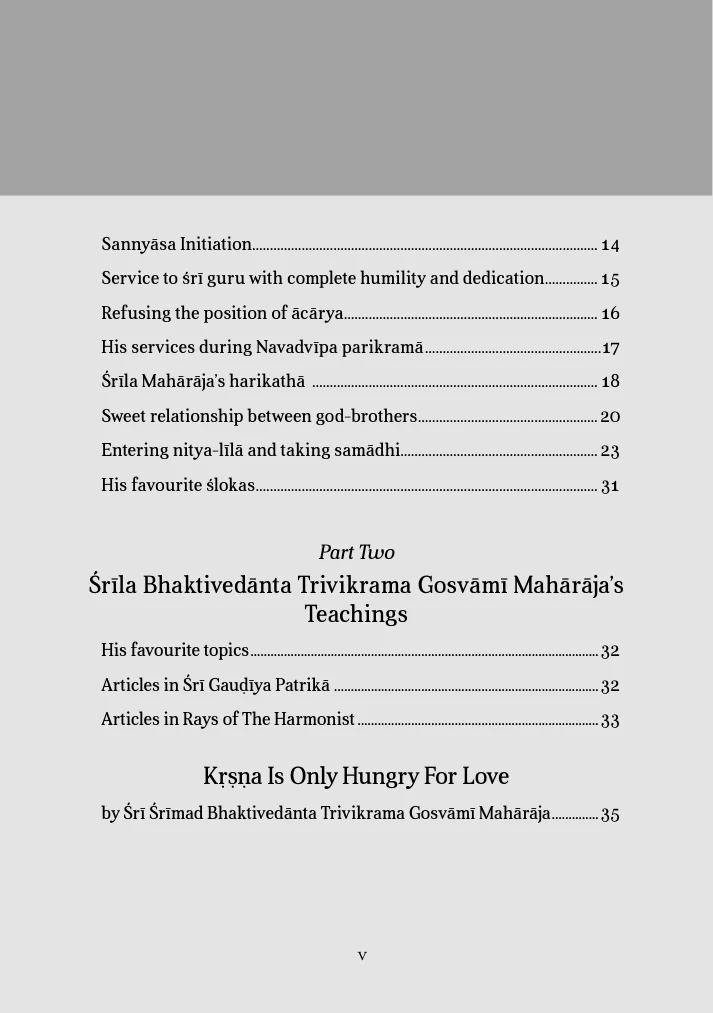 Sannyāsa Initiation.................................................................................................. 14
Service to śrī guru with complete humility and dedication............... 15
Refusing the position of ācārya........................................................................ 16
His services during Navadvīpa parikramā..................................................17
Śrīla Mahārāja’s harikathā ................................................................................. 18
Sweet relationship between god-brothers................................................... 20
Entering nitya-līlā and taking samādhi........................................................ 23
His favourite ślokas................................................................................................. 31
Part Two
Śrīla Bhaktivedānta Trivikrama Gosvāmī Mahārāja’s
Teachings
His favourite topics................................................................................................... 32
Articles in Śrī Gauḍīya Patrikā ........................................................................... 32
Articles in Rays of The Harmonist .................................................................... 33
Kṛṣṇa Is Only Hungry For Love
by Śrī Śrīmad Bhaktivedānta Trivikrama Gosvāmī Mahārāja.............. 35
v